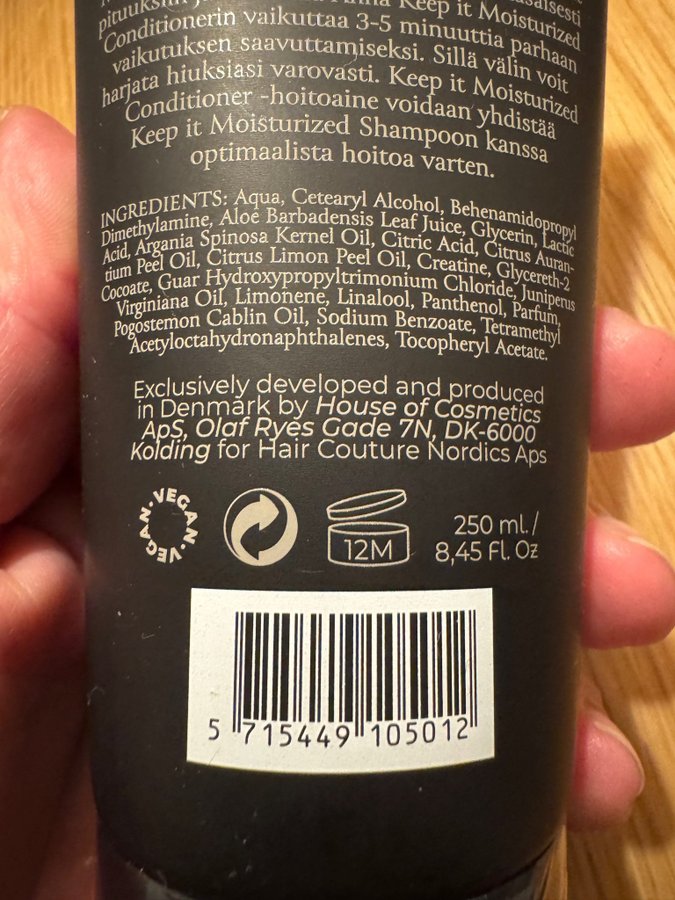 Keep it Moisturized
Conditionerin vaikuttaa 3-5 minuuttia parhaan
vaikutuksen saavuttamiseksi. Sillä välin voit
harjata hiuksiasi varovasti. Keep it Moisturized
Conditioner -hoitoaine voidaan yhdistää
Keep it Moisturized Shampoon kanssa
optimaalista hoitoa varten.
INGREDIENTS: Aqua, Cetearyl Alcohol, Behenamidopropyl
Dimethylamine, Aloe Barbadensis Leaf Juice, Glycerin, Lactic
Acid, Argania Spinosa Kernel Oil, Citric Acid, Citrus Auran-
tium Peel Oil, Citrus Limon Peel Oil, Creatine, Glycereth-2
Cocoate, Guar Hydroxypropyltrimonium Chloride, Juniperus
Virginiana Oil, Limonene, Linalool, Panthenol, Parfum,
Pogostemon Cablin Oil, Sodium Benzoate, Tetramethyl
Acetyloctahydronaphthalenes, Tocopheryl Acetate.
Exclusively developed and produced
in Denmark by House of Cosmetics
ApS, Olaf Ryes Gade 7N, DK-6000
Kolding for Hair Couture Nordics Aps
VEGAN · VEGAN ·
12M
250 ml./
8,45 Fl. Oz
5 715449 105012